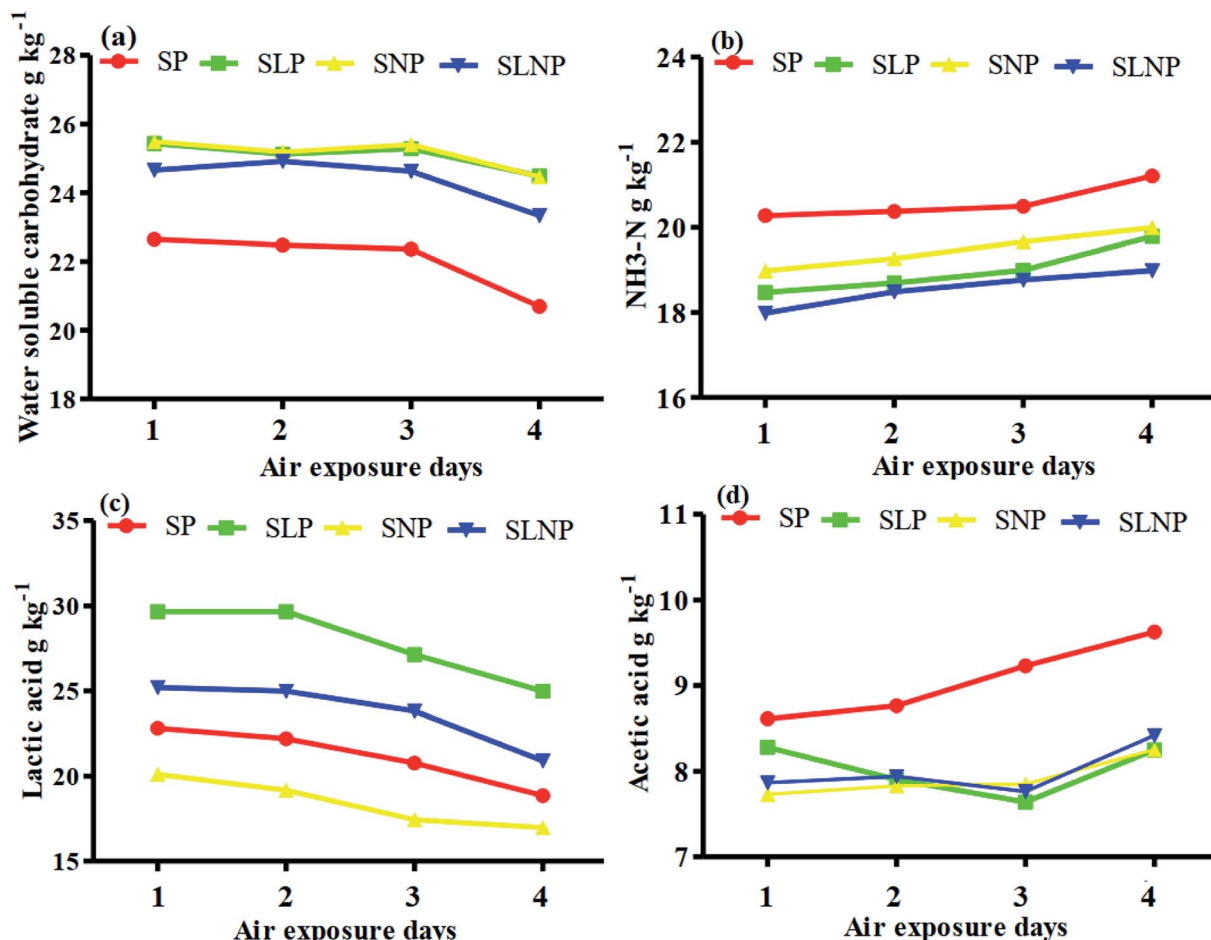 (a)
SP SLP SNP SLNP
Water soluble carbohydrate g kg⁻¹
28
26
24
22
20
18
1 2 3 4
Air exposure days
(b)
SP SLP SNP SLNP
NH3-N g kg⁻¹
24
22
20
18
16
1 2 3 4
Air exposure days
(c)
SP SLP SNP SLNP
Lactic acid g kg⁻¹
35
30
25
20
15
1 2 3 4
Air exposure days
(d)
SP SLP SNP SLNP
Acetic acid g kg⁻¹
11
10
9
8
7
1 2 3 4
Air exposure days